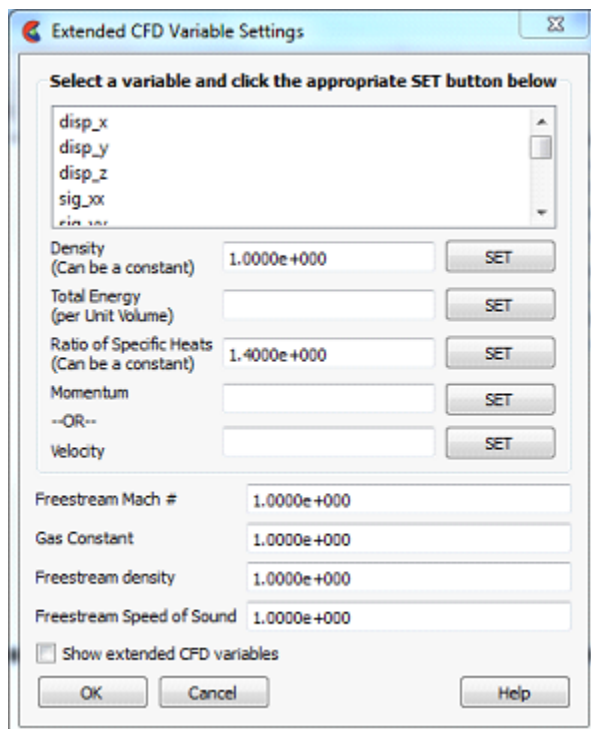 Extended CFD Variable Settings
Select a variable and click the appropriate SET button below
disp_x
disp_y
disp_z
sig_xx
Density
(Can be a constant)
1.0000e+000
SET
Total Energy
(per Unit Volume)
SET
Ratio of Specific Heats
(Can be a constant)
1.4000e+000
SET
Momentum
SET
--OR--
Velocity
SET
Freestream Mach #
1.0000e+000
Gas Constant
1.0000e+000
Freestream density
1.0000e+000
Freestream Speed of Sound
1.0000e+000
Show extended CFD variables
OK
Cancel
Help